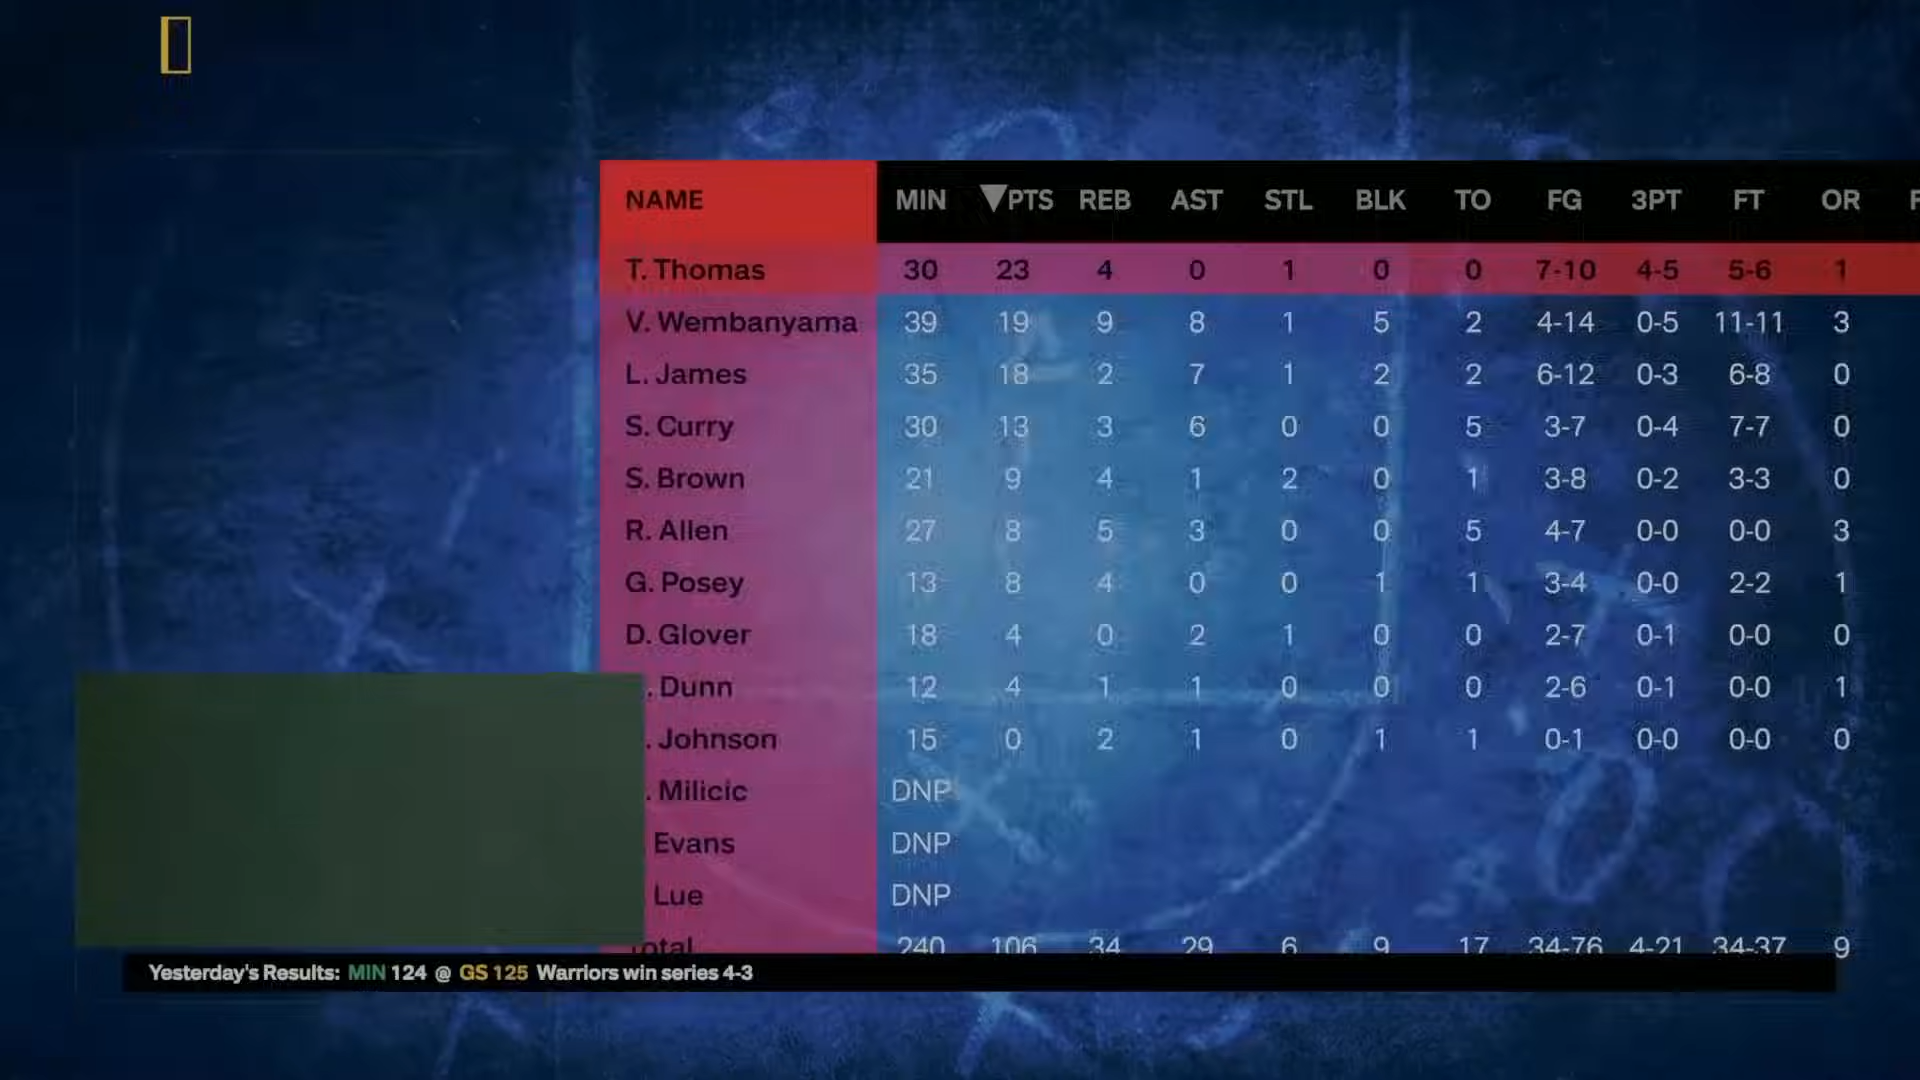 NAME MIN ▼PTS REB AST STL BLK TO FG 3PT FT OR
T. Thomas 30 23 4 0 1 0 0 7-10 4-5 5-6 1
V. Wembanyama 39 19 9 8 1 5 2 4-14 0-5 11-11 3
L. James 35 18 2 7 1 2 2 6-12 0-3 6-8 0
S. Curry 30 13 3 6 0 0 5 3-7 0-4 7-7 0
S. Brown 21 9 4 1 2 0 1 3-8 0-2 3-3 0
R. Allen 27 8 5 3 0 0 5 4-7 0-0 0-0 3
G. Posey 13 8 4 0 0 1 1 3-4 0-0 2-2 1
D. Glover 18 4 0 2 1 0 0 2-7 0-1 0-0 0
. Dunn 12 4 1 1 0 0 0 2-6 0-1 0-0 1
. Johnson 15 0 2 1 0 1 1 0-1 0-0 0-0 0
. Milicic DNP
Evans DNP
Lue DNP
Total 240 106 34 29 6 9 17 34-76 4-21 34-37 9
Yesterday's Results: MIN 124 @ GS 125 Warriors win series 4-3